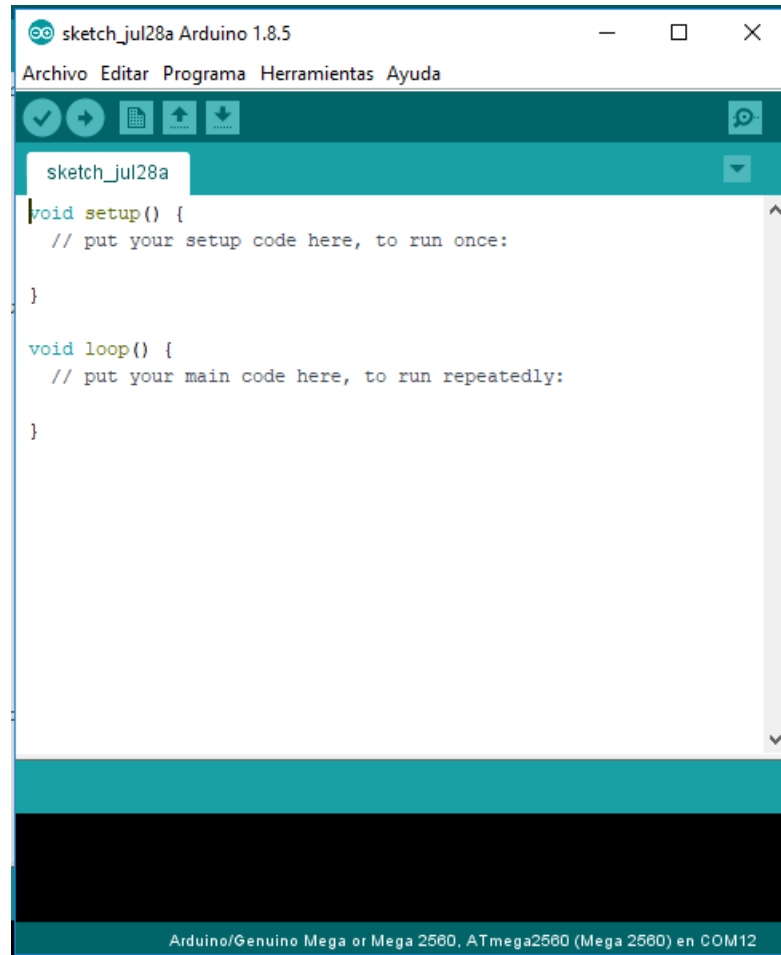 sketch_jul28a Arduino 1.8.5
Archivo Editar Programa Herramientas Ayuda
sketch_jul28a
void setup() {
  // put your setup code here, to run once:
}
void loop() {
  // put your main code here, to run repeatedly:
}
Arduino/Genuino Mega or Mega 2560, ATmega2560 (Mega 2560) en COM12